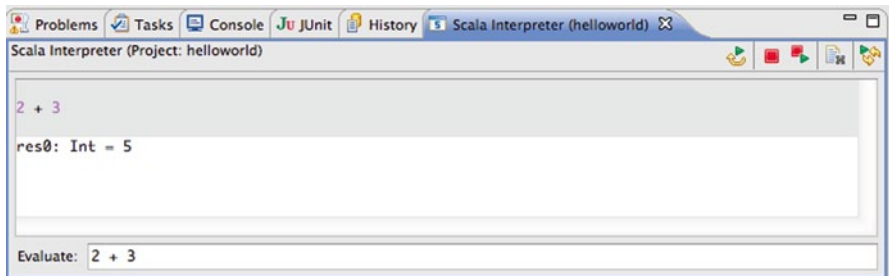 Problems Tasks Console JUnit History Scala Interpreter (helloworld)
Scala Interpreter (Project: helloworld)
2 + 3
res0: Int = 5
Evaluate: 2 + 3